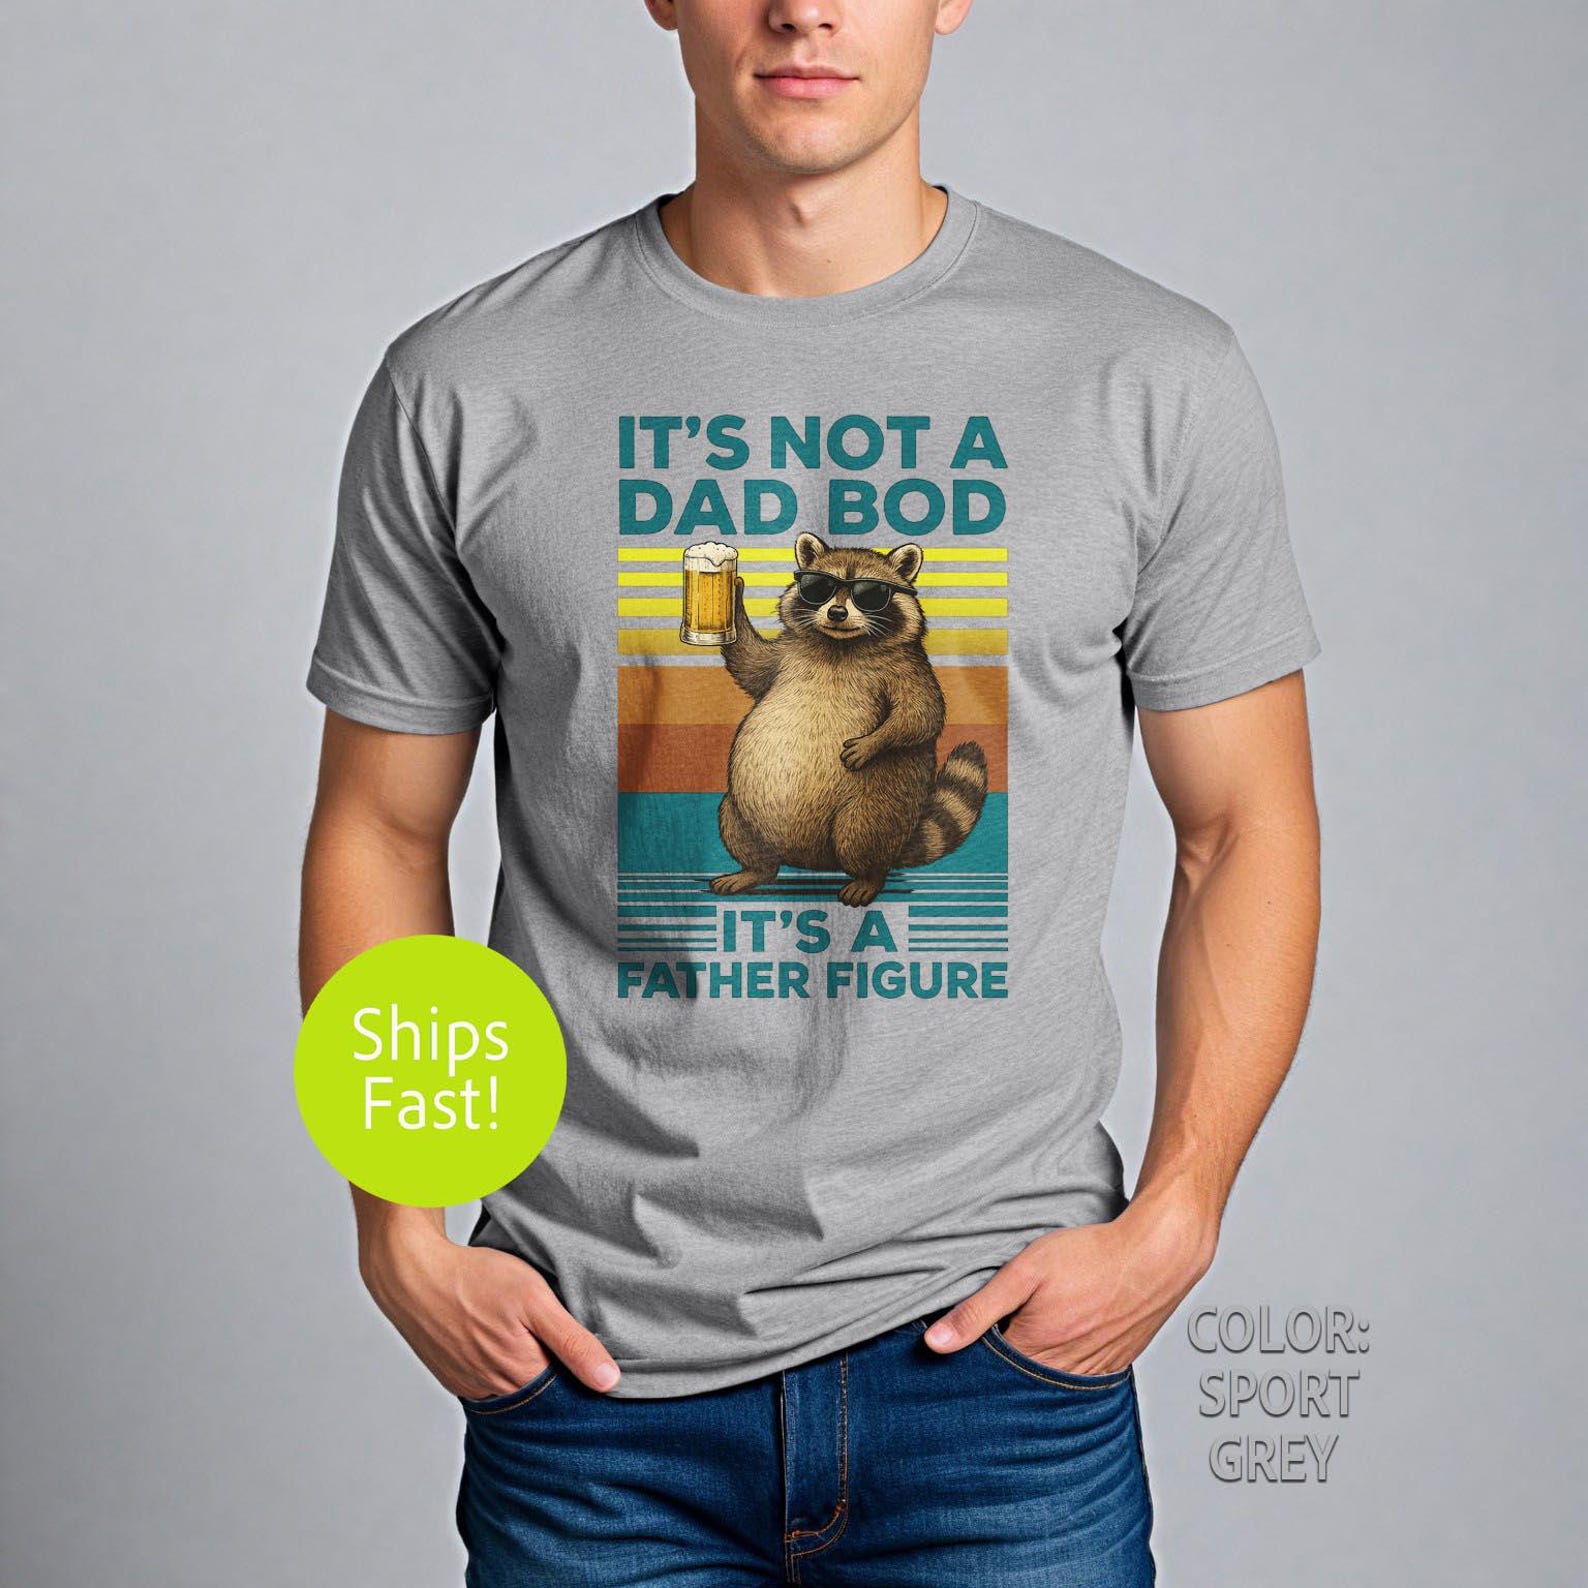 IT'S NOT A
DAD BOD
IT'S A
FATHER FIGURE
Ships
Fast!
COLOR:
SPORT
GREY